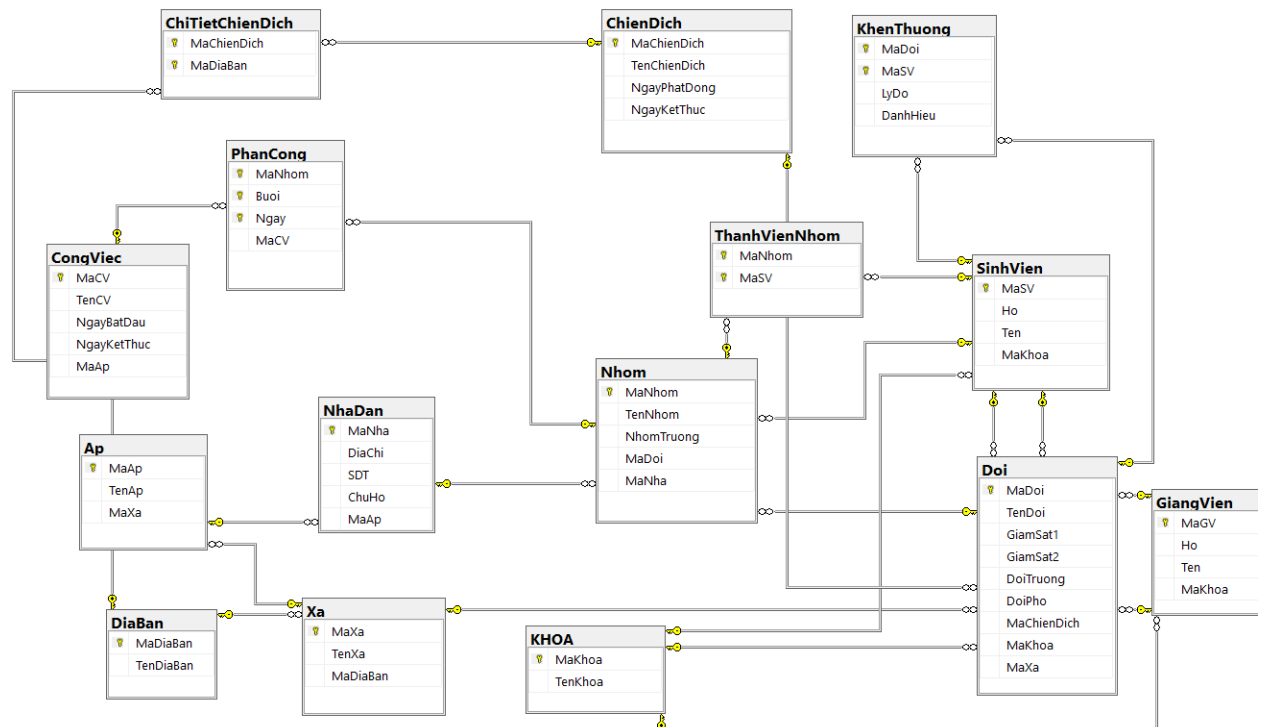 ChiTietChienDich
MaChienDich
MaDiaBan
ChienDich
MaChienDich
TenChienDich
NgayPhatDong
NgayKetThuc
KhenThuong
MaDoi
MaSV
LyDo
DanhHieu
PhanCong
MaNhom
Buoi
Ngay
MaCV
ThanhVienNhom
MaNhom
MaSV
CongViec
MaCV
TenCV
NgayBatDau
NgayKetThuc
MaAp
SinhVien
MaSV
Ho
Ten
MaKhoa
Nhom
MaNhom
TenNhom
NhomTruong
MaDoi
MaNha
NhaDan
MaNha
DiaChi
SDT
ChuHo
MaAp
Ap
MaAp
TenAp
MaXa
Doi
MaDoi
TenDoi
GiamSat1
GiamSat2
DoiTruong
DoiPho
MaChienDich
MaKhoa
MaXa
GiangVien
MaGV
Ho
Ten
MaKhoa
DiaBan
MaDiaBan
TenDiaBan
Xa
MaXa
TenXa
MaDiaBan
KHOA
MaKhoa
TenKhoa